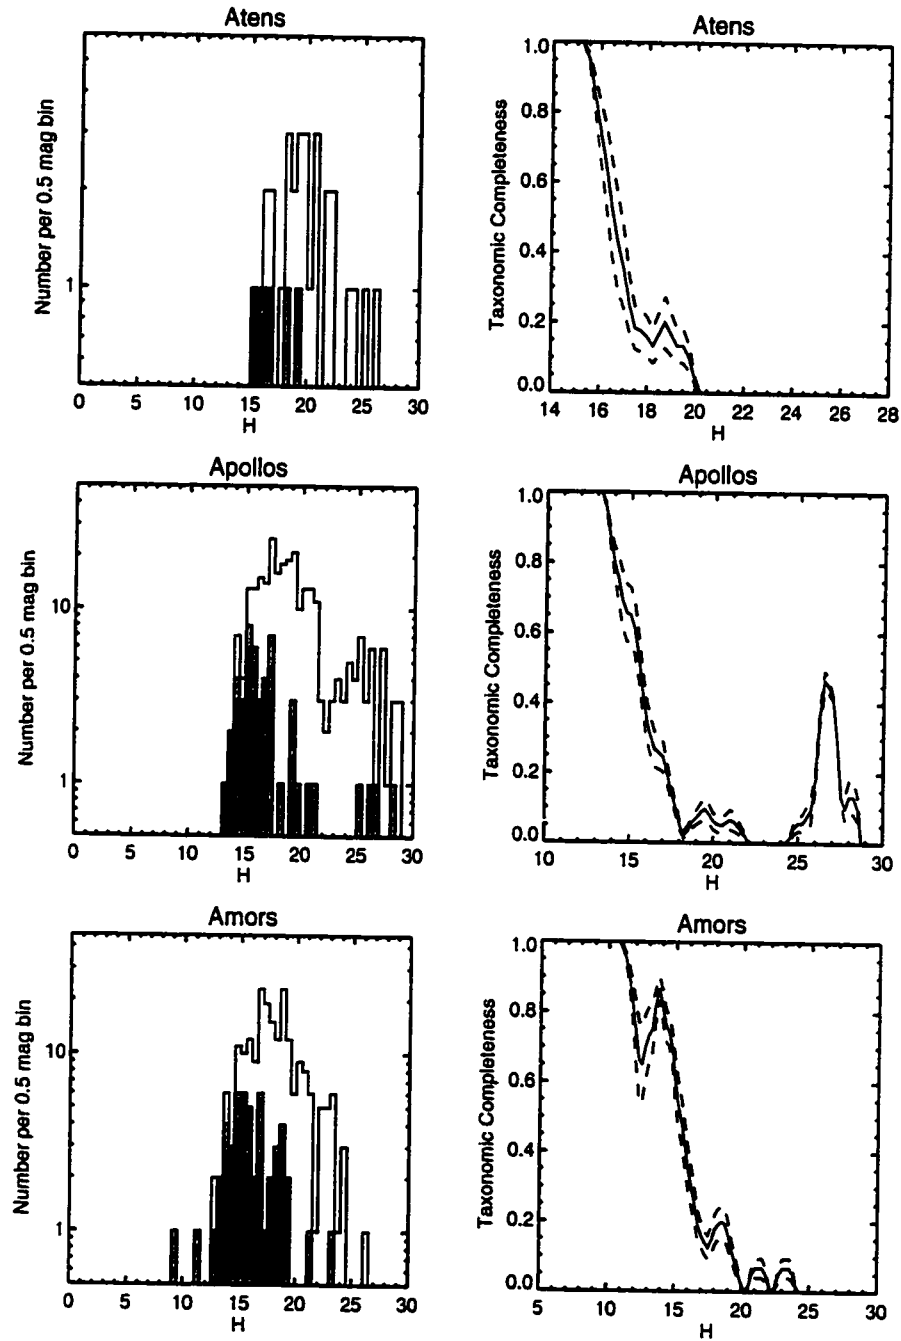 Atens
Number per 0.5 mag bin
1
0 5 10 15 20 25 30
H
Atens
Taxonomic Completeness
1.0
0.8
0.6
0.4
0.2
0.0
14 16 18 20 22 24 26 28
H
Apollos
Number per 0.5 mag bin
10
1
0 5 10 15 20 25 30
H
Apollos
Taxonomic Completeness
1.0
0.8
0.6
0.4
0.2
0.0
10 15 20 25 30
H
Amors
Number per 0.5 mag bin
10
1
0 5 10 15 20 25 30
H
Amors
Taxonomic Completeness
1.0
0.8
0.6
0.4
0.2
0.0
5 10 15 20 25 30
H